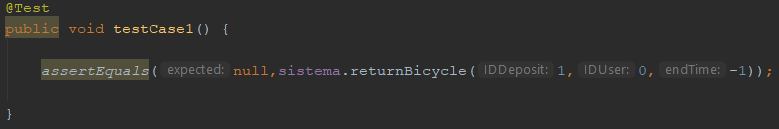 @Test
public void testCase1() {
assertEquals( expected: null,sistema.returnBicycle( IDDeposit: 1, IDUser: 0, endTime: -1));
}